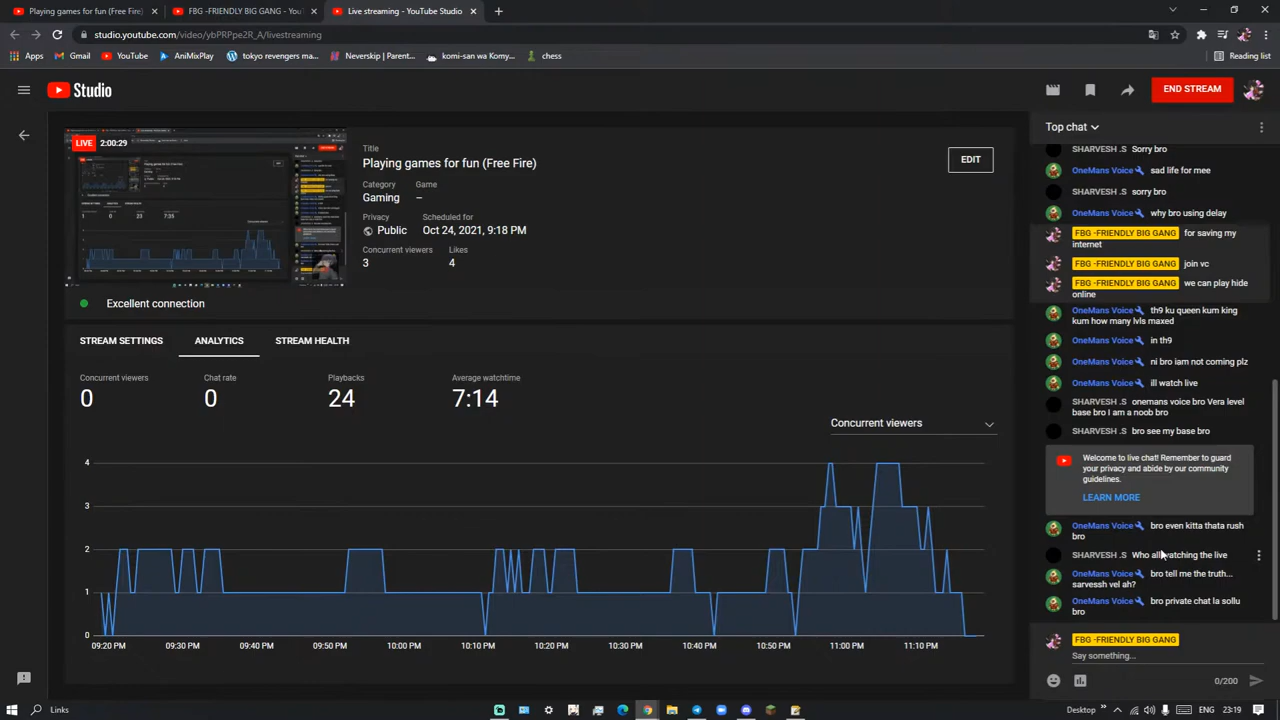 Playing games for fun (Free Fire)
FBG -FRIENDLY BIG GANG - YouT
Live streaming - YouTube Studio
studio.youtube.com/video/ybPRPpe2R_A/livestreaming
Apps
Gmail
YouTube
AniMixPlay
tokyo revengers ma...
Neverskip | Parent...
komi-san wa Komy...
chess
Reading list
Studio
END STREAM
LIVE 2:00:29
Title
Playing games for fun (Free Fire)
EDIT
Category Game
Gaming –
Privacy Scheduled for
Public Oct 24, 2021, 9:18 PM
Concurrent viewers Likes
3 4
Excellent connection
STREAM SETTINGS ANALYTICS STREAM HEALTH
Concurrent viewers Chat rate Playbacks Average watchtime
0 0 24 7:14
Concurrent viewers
4
3
2
1
0
09:20 PM 09:30 PM 09:40 PM 09:50 PM 10:00 PM 10:10 PM 10:20 PM 10:30 PM 10:40 PM 10:50 PM 11:00 PM 11:10 PM
Top chat
SHARVESH .S Sorry bro
OneMans Voice sad life for mee
SHARVESH .S sorry bro
OneMans Voice why bro using delay
FBG -FRIENDLY BIG GANG for saving my
internet
FBG -FRIENDLY BIG GANG join vc
FBG -FRIENDLY BIG GANG we can play hide
online
OneMans Voice th9 ku queen kum king
kum how many lvls maxed
OneMans Voice in th9
OneMans Voice ni bro iam not coming plz
OneMans Voice ill watch live
SHARVESH .S onemans voice bro Vera level
base bro I am a noob bro
SHARVESH .S bro see my base bro
Welcome to live chat! Remember to guard
your privacy and abide by our community
guidelines.
LEARN MORE
OneMans Voice bro even kitta thata rush
bro
SHARVESH .S Who all watching the live
OneMans Voice bro tell me the truth...
sarvessh vel ah?
OneMans Voice bro private chat la sollu
bro
FBG -FRIENDLY BIG GANG
Say something...
0/200
Links
Desktop
ENG
23:19